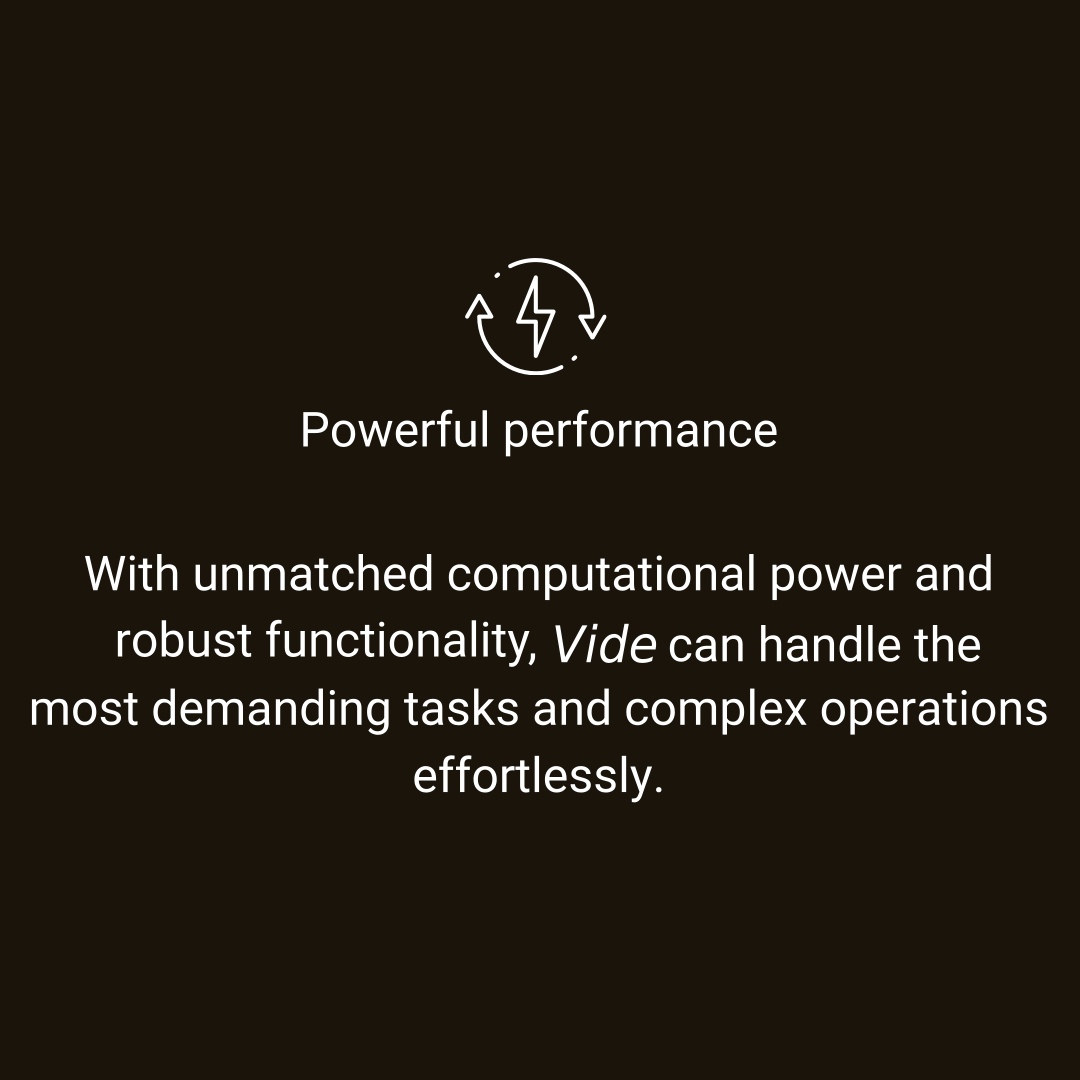 Powerful performance
With unmatched computational power and
robust functionality, Vide can handle the
most demanding tasks and complex operations
effortlessly.